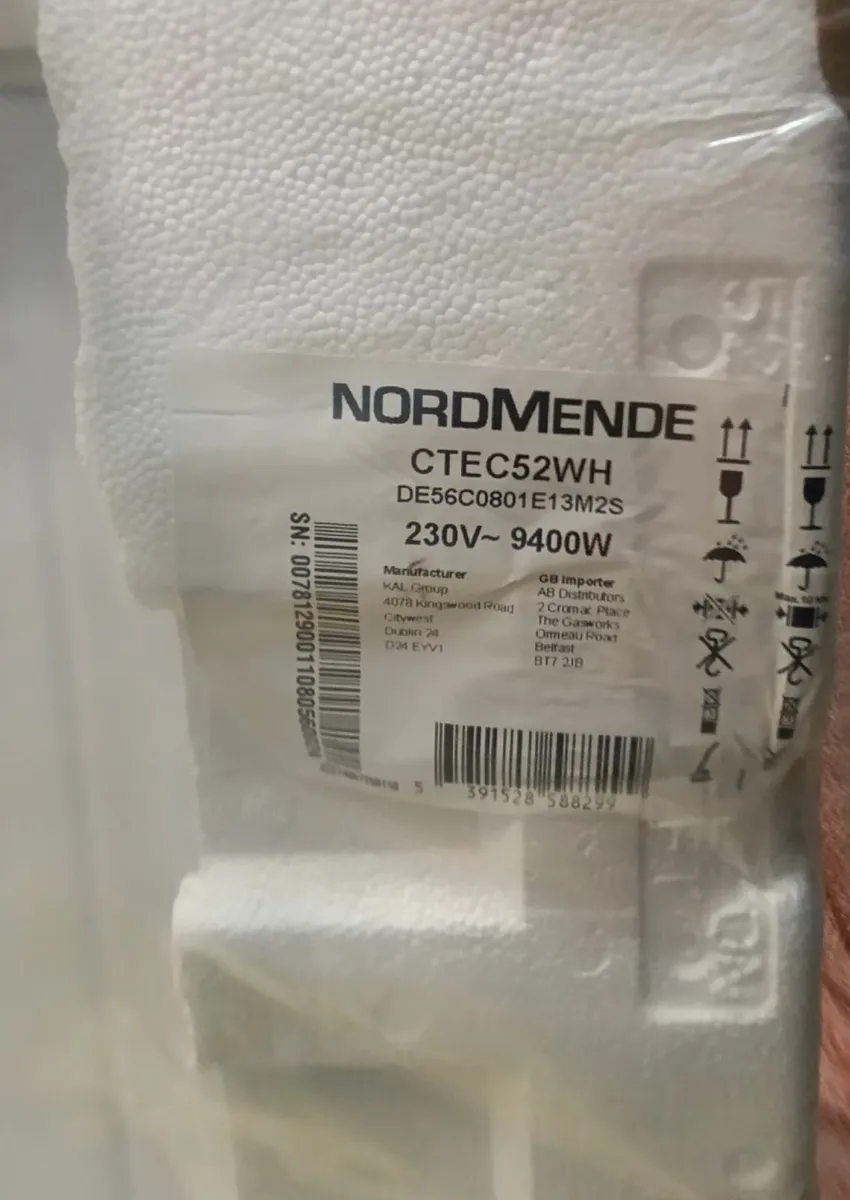 NORDMENDE
CTEC52WH
DE56C0801E13M2S
230V~ 9400W
Manufacturer
KAL Group
4078 Kingswood Road
Citywest
Dublin 24
D24 EYV1
GB Importer
AB Distributors
2 Cromac Place
The Gasworks
Ormeau Road
Belfast
BT7 2JB
SN:
5 391528 588299